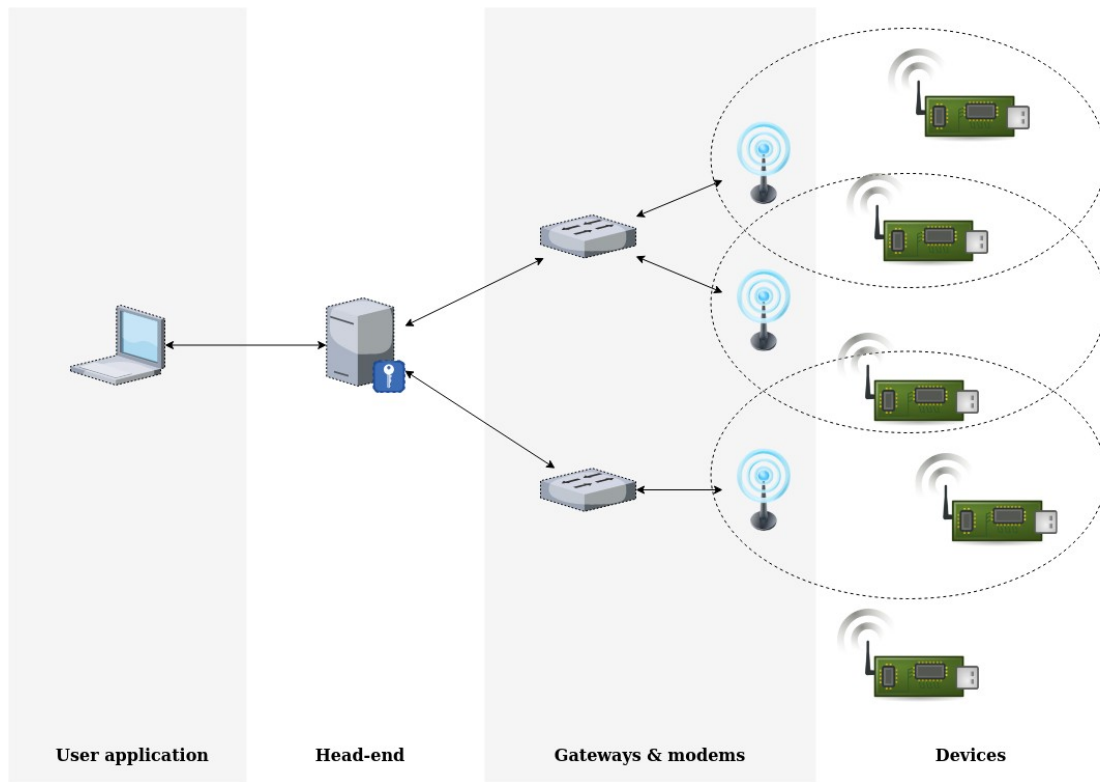 User application
Head-end
Gateways & modems
Devices